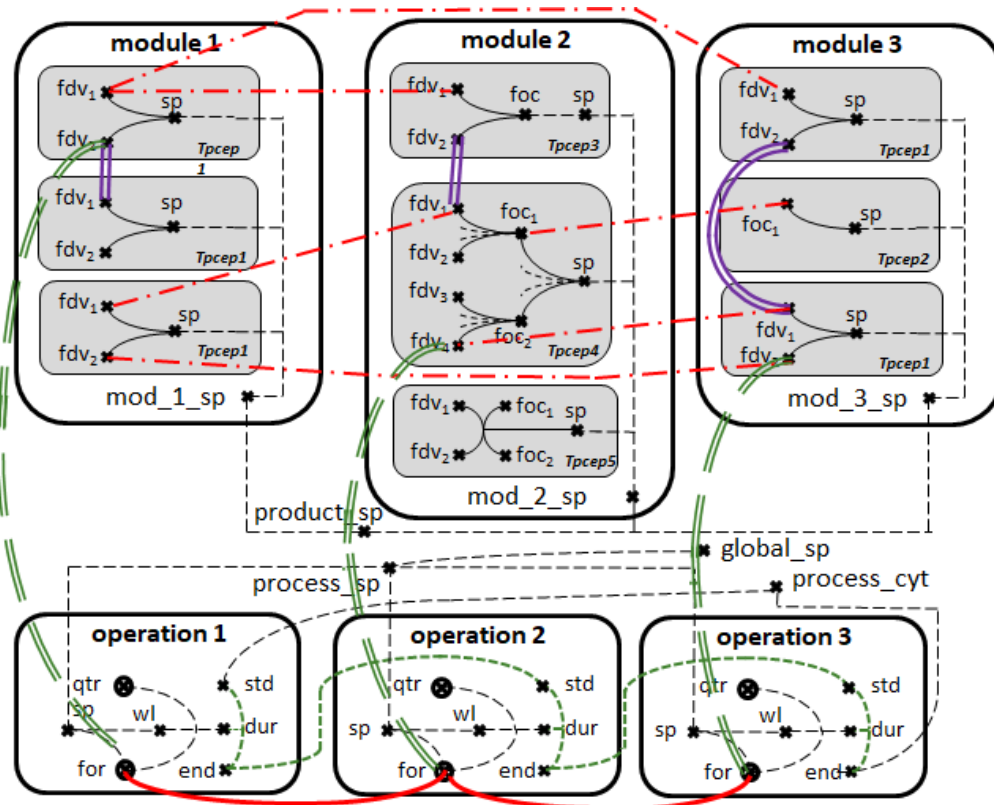 module 1
fdv1
sp
fdv2
Tpcep
1
fdv1
sp
fdv2
Tpcep1
fdv1
sp
fdv2
Tpcep1
mod_1_sp
module 2
fdv1
foc sp
fdv2
Tpcep3
fdv1
foc1
fdv2
sp
fdv3
foc2
fdv4
Tpcep4
fdv1 foc1 sp
fdv2 foc2 Tpcep5
mod_2_sp
module 3
fdv1
sp
fdv2
Tpcep1
foc1
sp
Tpcep2
sp
fdv1
fdv2
Tpcep1
mod_3_sp
product_sp
global_sp
process_sp
process_cyt
operation 1
qtr std
sp wl dur
for end
operation 2
qtr std
sp wl dur
for end
operation 3
qtr std
sp wl dur
for end